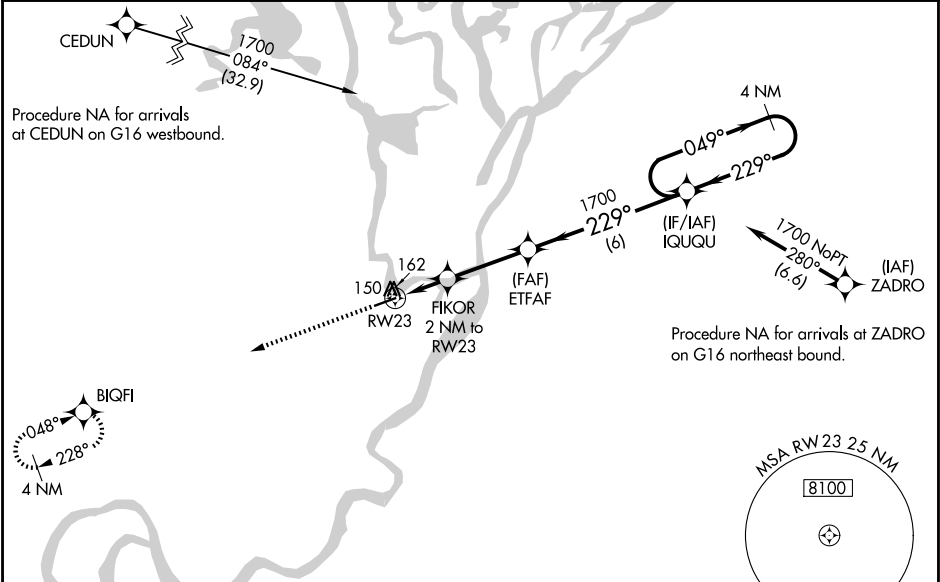 CEDUN
1700
084°
(32.9)
Procedure NA for arrivals
at CEDUN on G16 westbound.
4 NM
049°
229°
1700
229°
(6)
(IF/IAF)
IQUQU
1700 NoPT
280°
(6.6)
(IAF)
ZADRO
(FAF)
ETFAF
162
150
RW23
FIKOR
2 NM to
RW23
Procedure NA for arrivals at ZADRO
on G16 northeast bound.
BIQFI
048°
228°
4 NM
MSA RW23 25 NM
8100